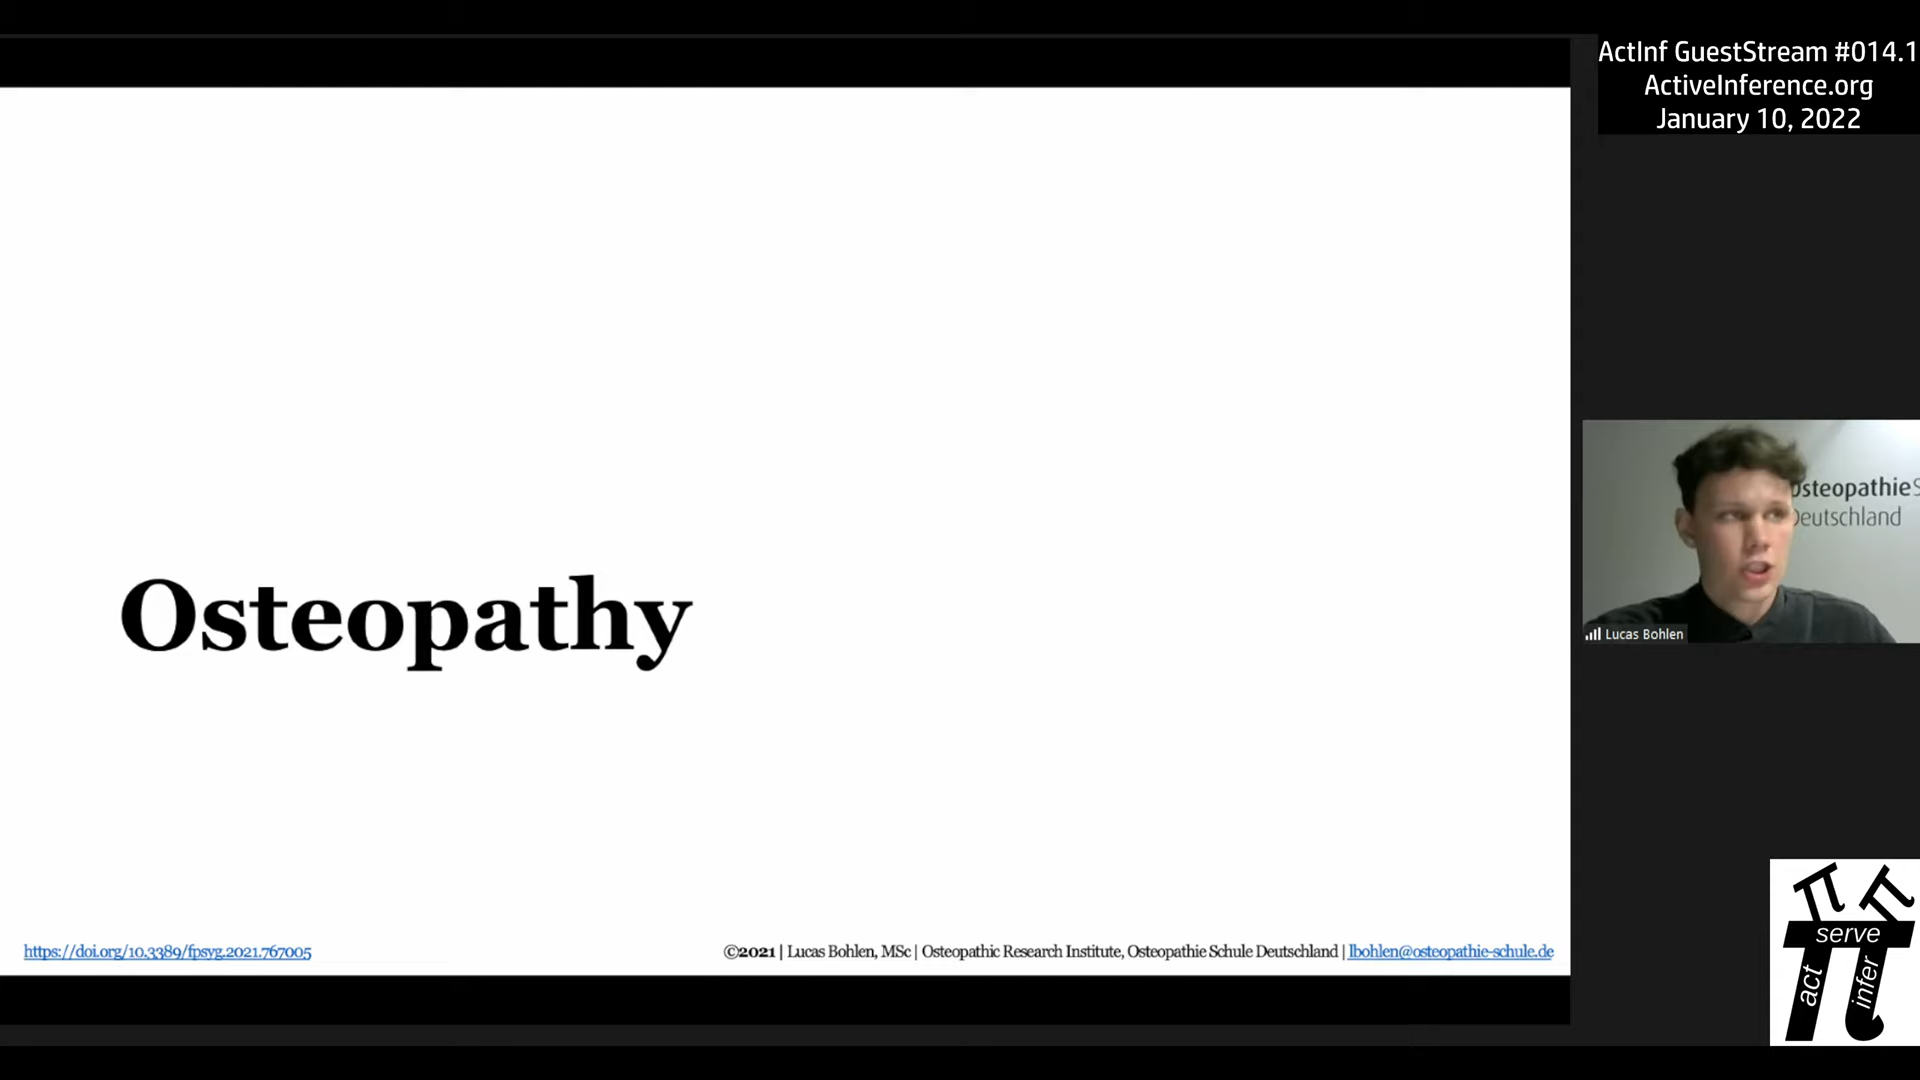 ActInf GuestStream #014.1
ActiveInference.org
January 10, 2022
Osteopathy
steopathie
Deutschland
Lucas Bohlen
https://doi.org/10.3389/fpsyg.2021.767005
©2021 | Lucas Bohlen, MSc | Osteopathic Research Institute, Osteopathie Schule Deutschland | lbohlen@osteopathie-schule.de
serve
act
infer